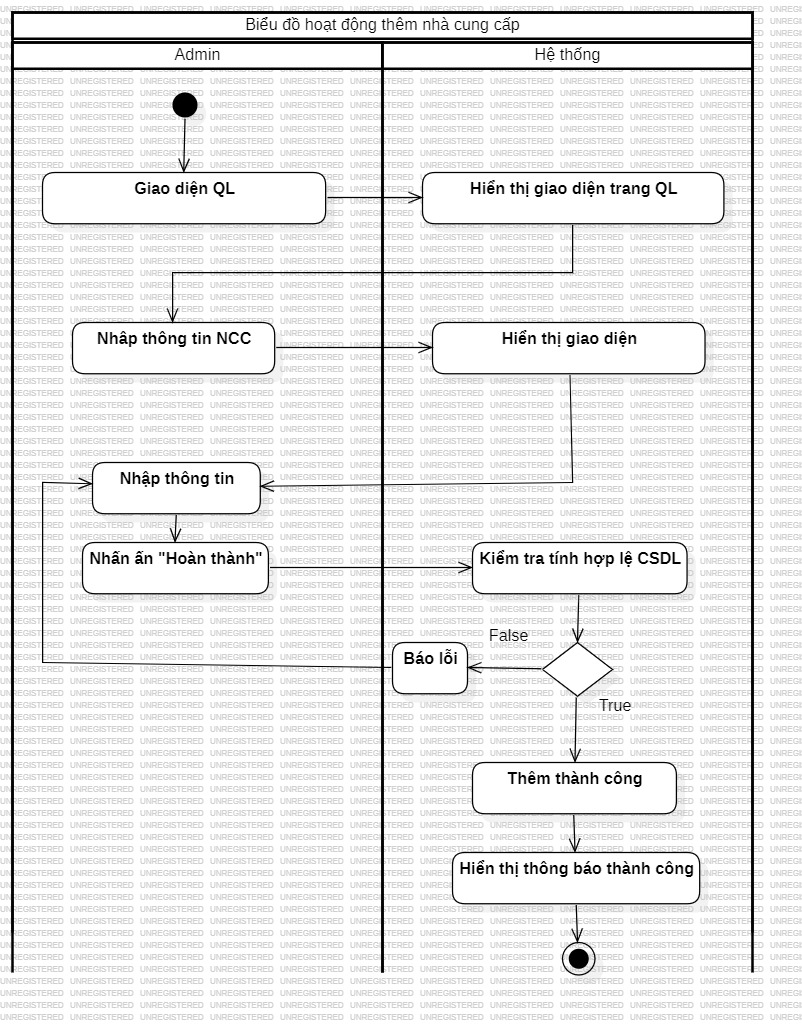 Biểu đồ hoạt động thêm nhà cung cấp
Admin
Hệ thống
Giao diện QL
Hiển thị giao diện trang QL
Nhâp thông tin NCC
Hiển thị giao diện
Nhập thông tin
Nhấn ấn "Hoàn thành"
Kiểm tra tính hợp lệ CSDL
False
Báo lỗi
True
Thêm thành công
Hiển thị thông báo thành công
UNREGISTERED